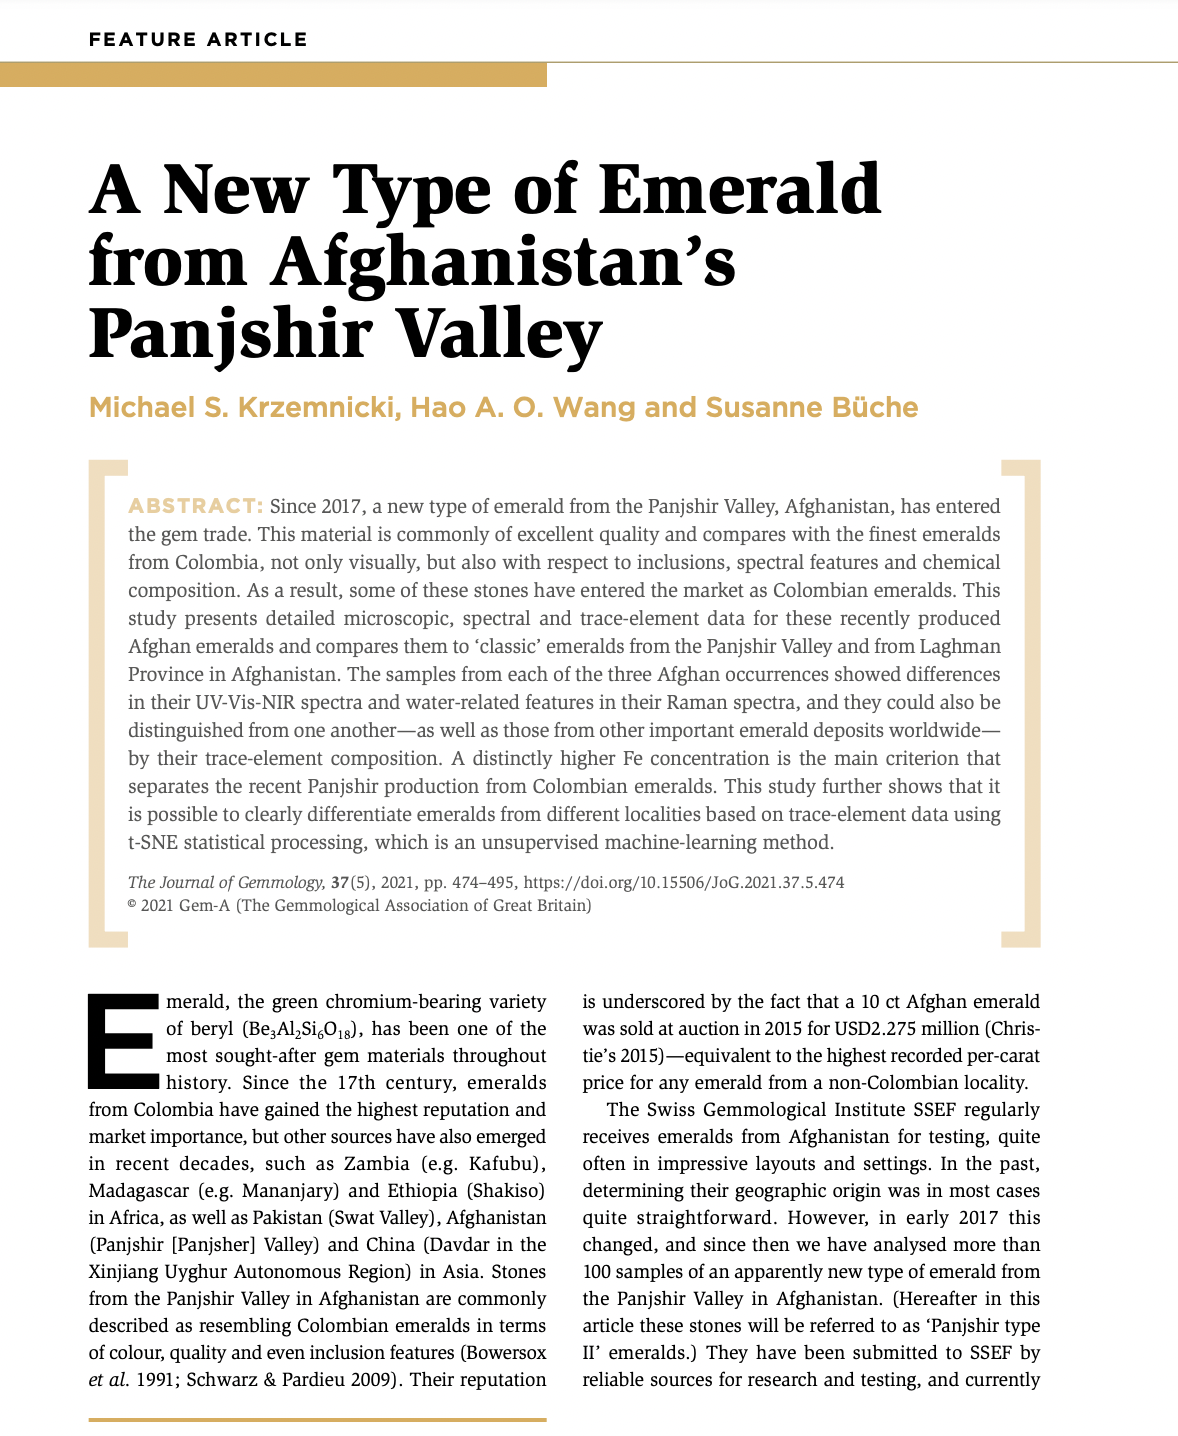 FEATURE ARTICLE
A New Type of Emerald
from Afghanistan’s
Panjshir Valley
Michael S. Krzemnicki, Hao A. O. Wang and Susanne Büche
ABSTRACT: Since 2017, a new type of emerald from the Panjshir Valley, Afghanistan, has entered
the gem trade. This material is commonly of excellent quality and compares with the finest emeralds
from Colombia, not only visually, but also with respect to inclusions, spectral features and chemical
composition. As a result, some of these stones have entered the market as Colombian emeralds. This
study presents detailed microscopic, spectral and trace-element data for these recently produced
Afghan emeralds and compares them to ‘classic’ emeralds from the Panjshir Valley and from Laghman
Province in Afghanistan. The samples from each of the three Afghan occurrences showed differences
in their UV-Vis-NIR spectra and water-related features in their Raman spectra, and they could also be
distinguished from one another—as well as those from other important emerald deposits worldwide—
by their trace-element composition. A distinctly higher Fe concentration is the main criterion that
separates the recent Panjshir production from Colombian emeralds. This study further shows that it
is possible to clearly differentiate emeralds from different localities based on trace-element data using
t-SNE statistical processing, which is an unsupervised machine-learning method.
The Journal of Gemmology, 37(5), 2021, pp. 474–495, https://doi.org/10.15506/JoG.2021.37.5.474
© 2021 Gem-A (The Gemmological Association of Great Britain)
Emerald, the green chromium-bearing variety
of beryl (Be₃Al₂Si₆O₁₈), has been one of the
most sought-after gem materials throughout
history. Since the 17th century, emeralds
from Colombia have gained the highest reputation and
market importance, but other sources have also emerged
in recent decades, such as Zambia (e.g. Kafubu),
Madagascar (e.g. Mananjary) and Ethiopia (Shakiso)
in Africa, as well as Pakistan (Swat Valley), Afghanistan
(Panjshir [Panjsher] Valley) and China (Davdar in the
Xinjiang Uyghur Autonomous Region) in Asia. Stones
from the Panjshir Valley in Afghanistan are commonly
described as resembling Colombian emeralds in terms
of colour, quality and even inclusion features (Bowersox
et al. 1991; Schwarz & Pardieu 2009). Their reputation
is underscored by the fact that a 10 ct Afghan emerald
was sold at auction in 2015 for USD2.275 million (Chris-
tie’s 2015)—equivalent to the highest recorded per-carat
price for any emerald from a non-Colombian locality.
The Swiss Gemmological Institute SSEF regularly
receives emeralds from Afghanistan for testing, quite
often in impressive layouts and settings. In the past,
determining their geographic origin was in most cases
quite straightforward. However, in early 2017 this
changed, and since then we have analysed more than
100 samples of an apparently new type of emerald from
the Panjshir Valley in Afghanistan. (Hereafter in this
article these stones will be referred to as ‘Panjshir type
II’ emeralds.) They have been submitted to SSEF by
reliable sources for research and testing, and currently